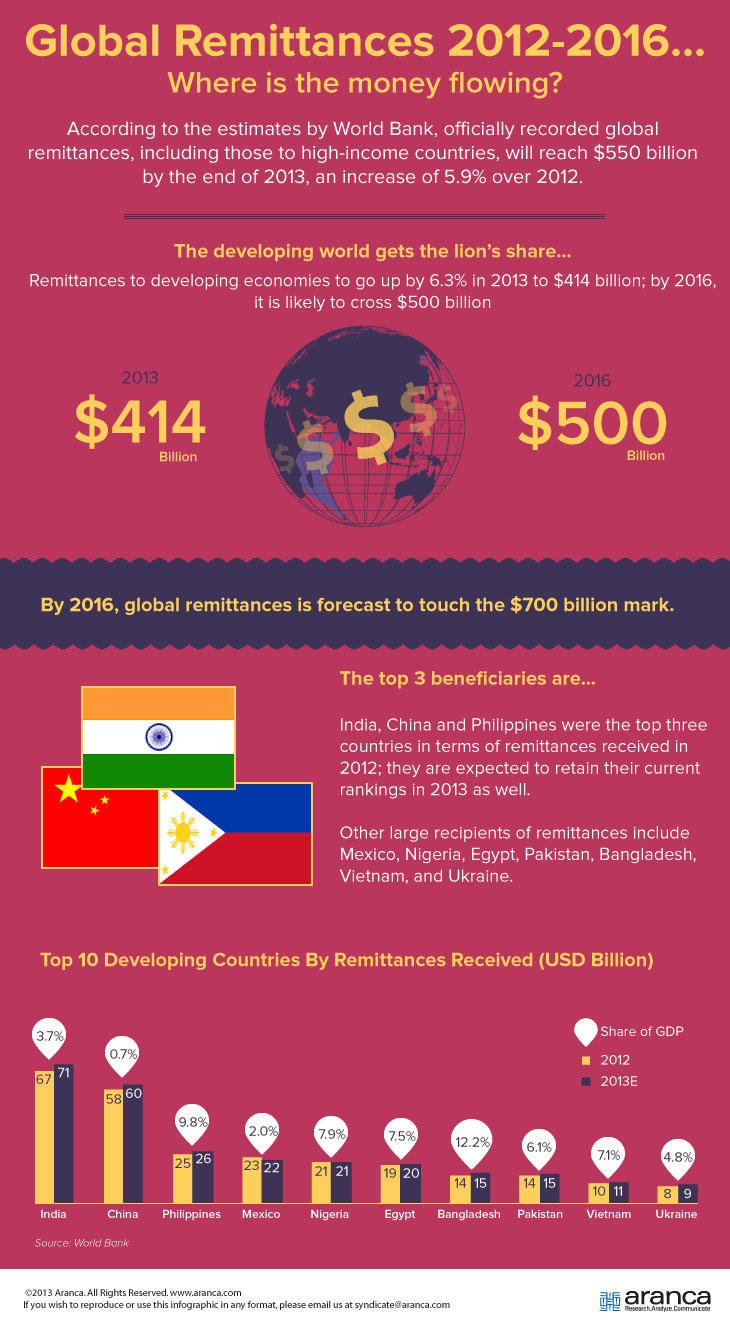 Global Remittances 2012-2016...
Where is the money flowing?
According to the estimates by World Bank, officially recorded global
remittances, including those to high-income countries, will reach $550 billion
by the end of 2013, an increase of 5.9% over 2012.
The developing world gets the lion's share...
Remittances to developing economies to go up by 6.3% in 2013 to $414 billion; by 2016,
it is likely to cross $500 billion
2013
$414
Billion
$ $ $ $ $
2016
$500
Billion
By 2016, global remittances is forecast to touch the $700 billion mark.
The top 3 beneficiaries are...
India, China and Philippines were the top three
countries in terms of remittances received in
2012; they are expected to retain their current
rankings in 2013 as well.
Other large recipients of remittances include
Mexico, Nigeria, Egypt, Pakistan, Bangladesh,
Vietnam, and Ukraine.
Top 10 Developing Countries By Remittances Received (USD Billion)
Share of GDP
2012
2013E
3.7% 0.7% 9.8% 2.0% 7.9% 7.5% 12.2% 6.1% 7.1% 4.8%
67 71 58 60 25 26 23 22 21 21 19 20 14 15 14 15 10 11 8 9
India China Philippines Mexico Nigeria Egypt Bangladesh Pakistan Vietnam Ukraine
Source: World Bank
©2013 Aranca. All Rights Reserved. www.aranca.com
If you wish to reproduce or use this infographic in any format, please email us at syndicate@aranca.com
aranca
Research.Analyze.Communicate